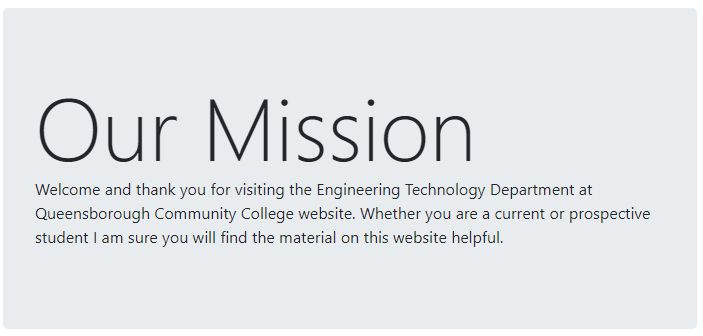 Our Mission
Welcome and thank you for visiting the Engineering Technology Department at
Queensborough Community College website. Whether you are a current or prospective
student I am sure you will find the material on this website helpful.